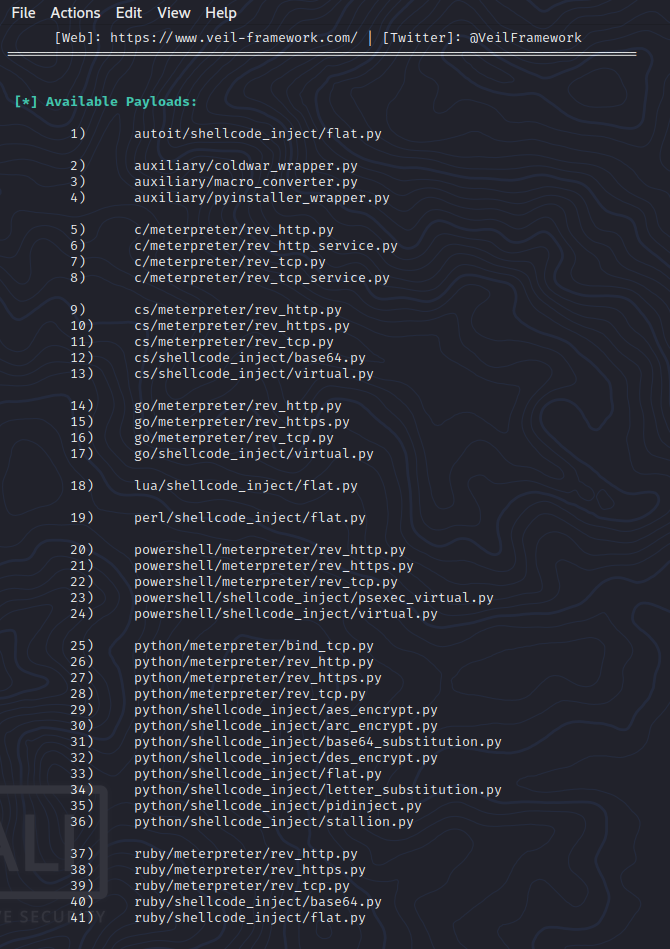 File Actions Edit View Help
[Web]: https://www.veil-framework.com/ | [Twitter]: @VeilFramework
[*] Available Payloads:
1) autoit/shellcode_inject/flat.py
2) auxiliary/coldwar_wrapper.py
3) auxiliary/macro_converter.py
4) auxiliary/pyinstaller_wrapper.py
5) c/meterpreter/rev_http.py
6) c/meterpreter/rev_http_service.py
7) c/meterpreter/rev_tcp.py
8) c/meterpreter/rev_tcp_service.py
9) cs/meterpreter/rev_http.py
10) cs/meterpreter/rev_https.py
11) cs/meterpreter/rev_tcp.py
12) cs/shellcode_inject/base64.py
13) cs/shellcode_inject/virtual.py
14) go/meterpreter/rev_http.py
15) go/meterpreter/rev_https.py
16) go/meterpreter/rev_tcp.py
17) go/shellcode_inject/virtual.py
18) lua/shellcode_inject/flat.py
19) perl/shellcode_inject/flat.py
20) powershell/meterpreter/rev_http.py
21) powershell/meterpreter/rev_https.py
22) powershell/meterpreter/rev_tcp.py
23) powershell/shellcode_inject/psexec_virtual.py
24) powershell/shellcode_inject/virtual.py
25) python/meterpreter/bind_tcp.py
26) python/meterpreter/rev_http.py
27) python/meterpreter/rev_https.py
28) python/meterpreter/rev_tcp.py
29) python/shellcode_inject/aes_encrypt.py
30) python/shellcode_inject/arc_encrypt.py
31) python/shellcode_inject/base64_substitution.py
32) python/shellcode_inject/des_encrypt.py
33) python/shellcode_inject/flat.py
34) python/shellcode_inject/letter_substitution.py
35) python/shellcode_inject/pidinject.py
36) python/shellcode_inject/stallion.py
37) ruby/meterpreter/rev_http.py
38) ruby/meterpreter/rev_https.py
39) ruby/meterpreter/rev_tcp.py
40) ruby/shellcode_inject/base64.py
41) ruby/shellcode_inject/flat.py